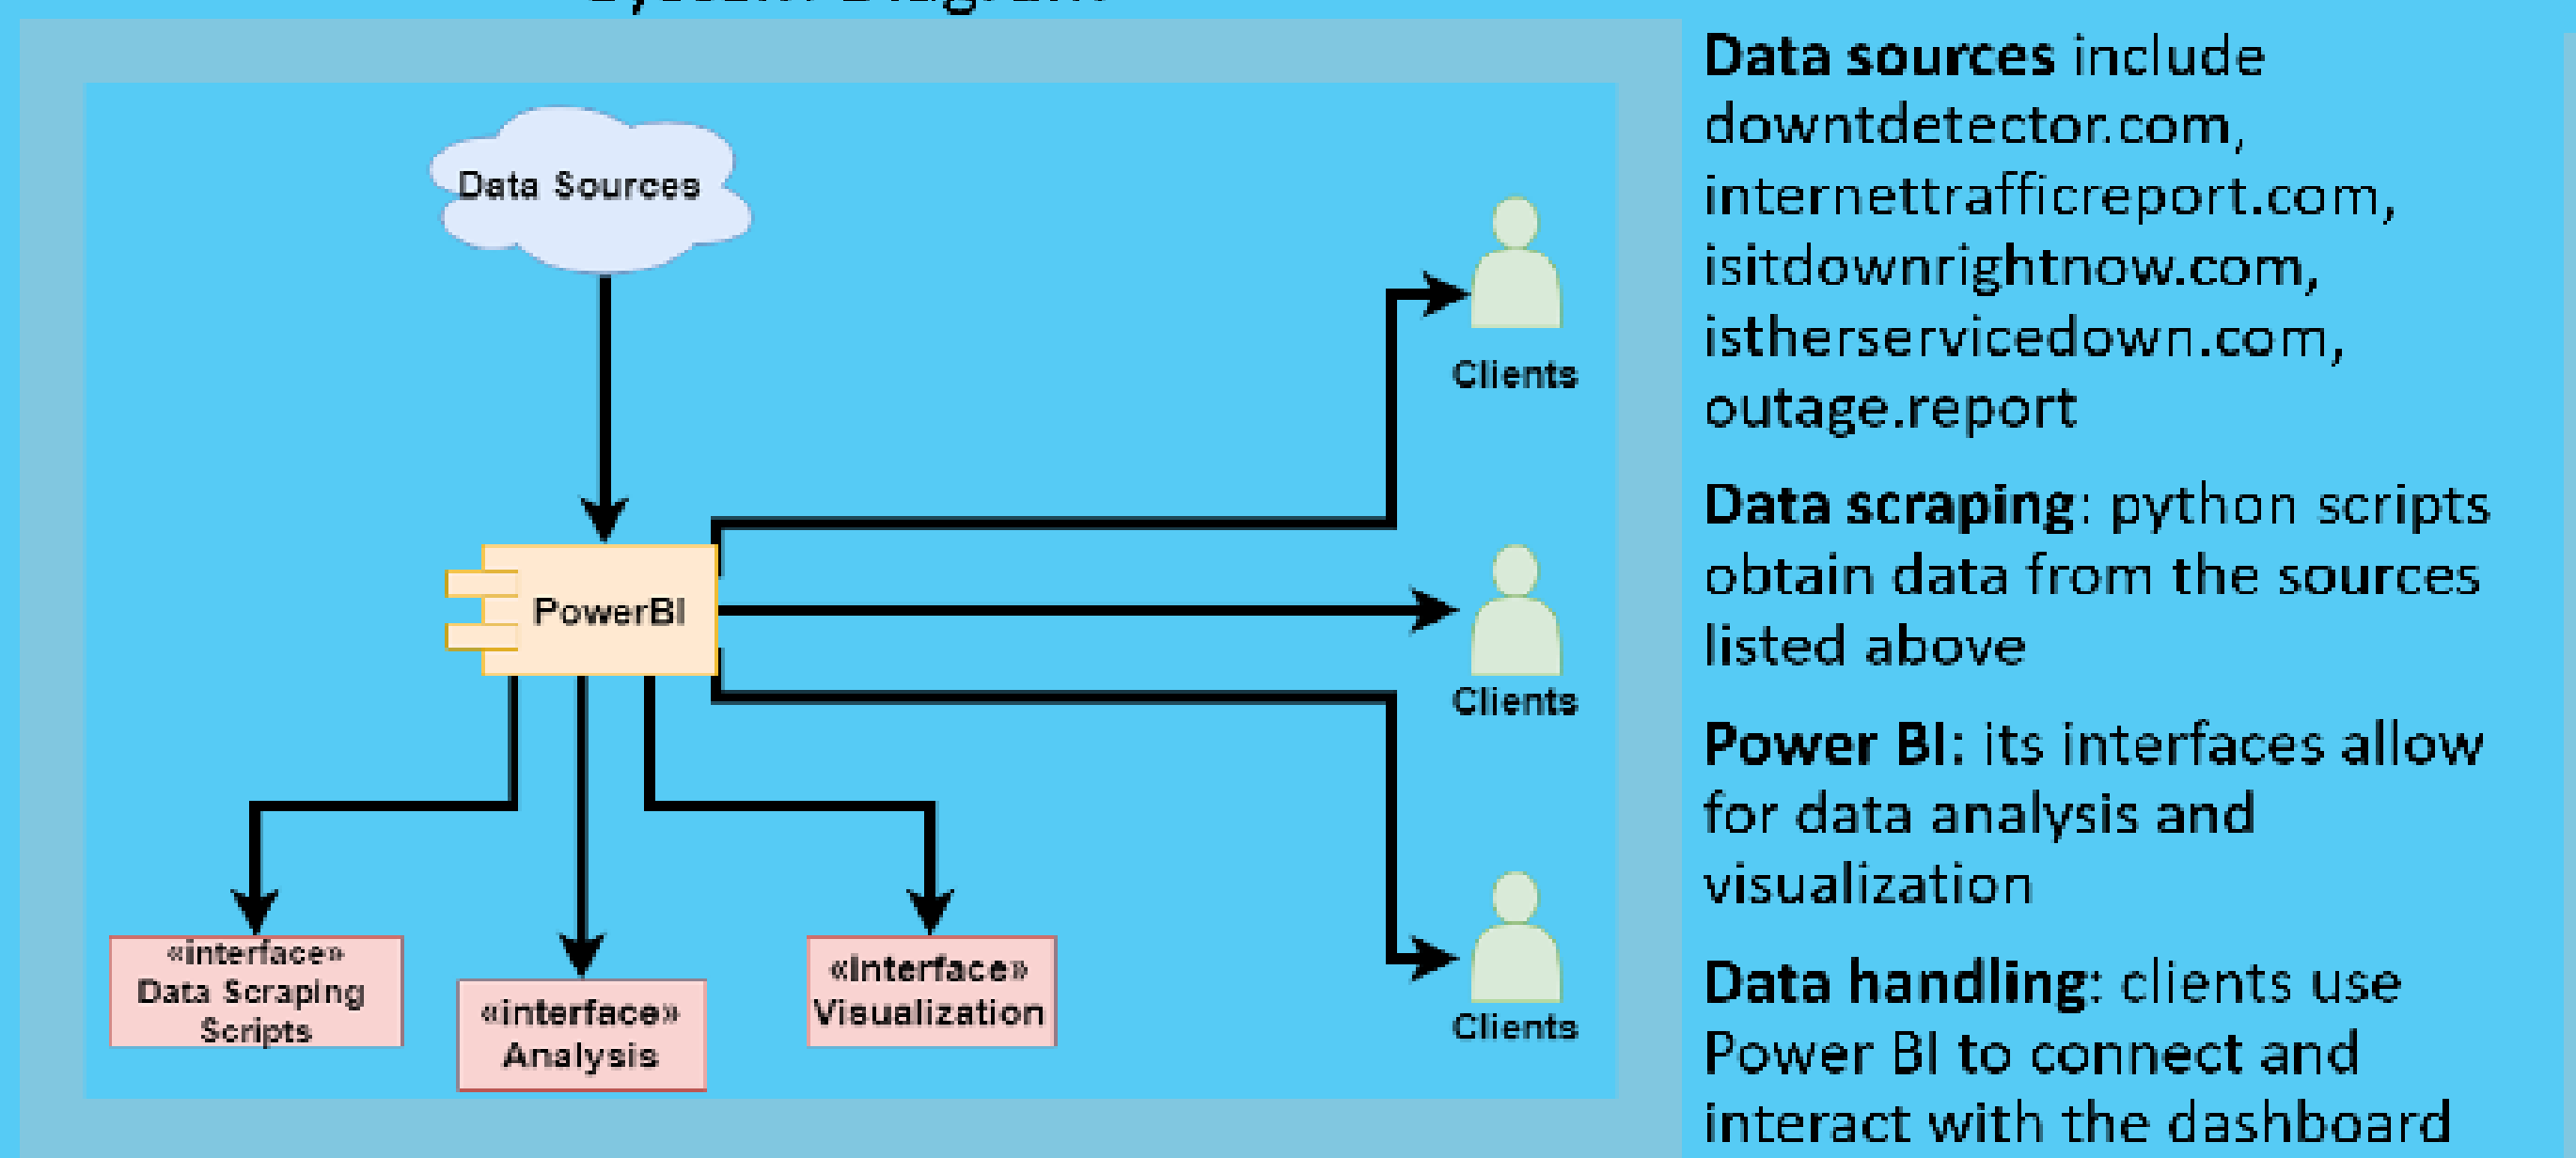 Data Sources
Clients
PowerBI
Clients
«interface»
Data Scraping
Scripts
«interface»
Analysis
«interface»
Visualization
Clients
Data sources include
downtdetector.com,
internettrafficreport.com,
isitdownrightnow.com,
istherservicedown.com,
outage.report
Data scraping: python scripts
obtain data from the sources
listed above
Power BI: its interfaces allow
for data analysis and
visualization
Data handling: clients use
Power BI to connect and
interact with the dashboard